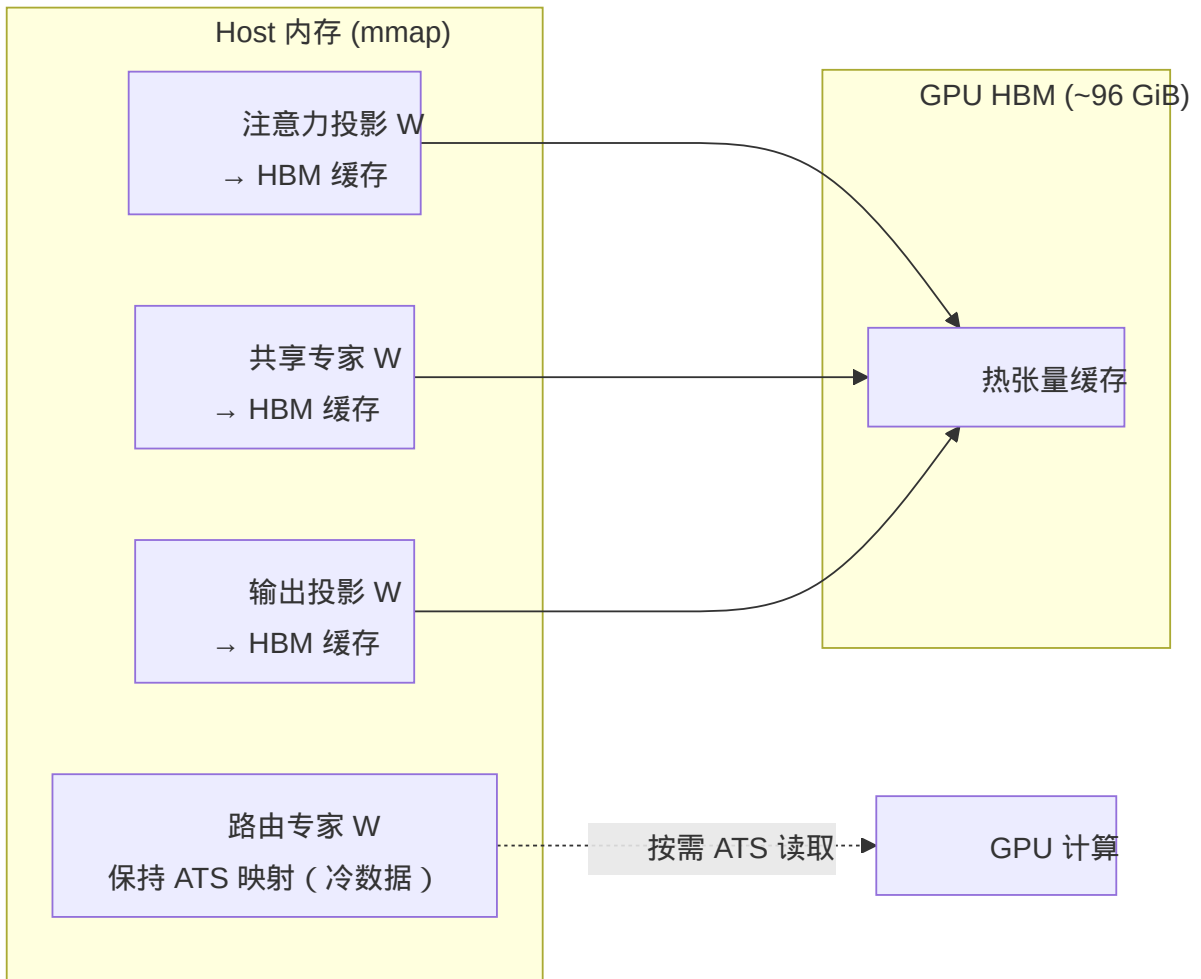 Host 内存 (mmap)
注意力投影 W
→ HBM 缓存
共享专家 W
→ HBM 缓存
输出投影 W
→ HBM 缓存
路由专家 W
保持 ATS 映射（冷数据）
GPU HBM (~96 GiB)
热张量缓存
按需 ATS 读取
GPU 计算